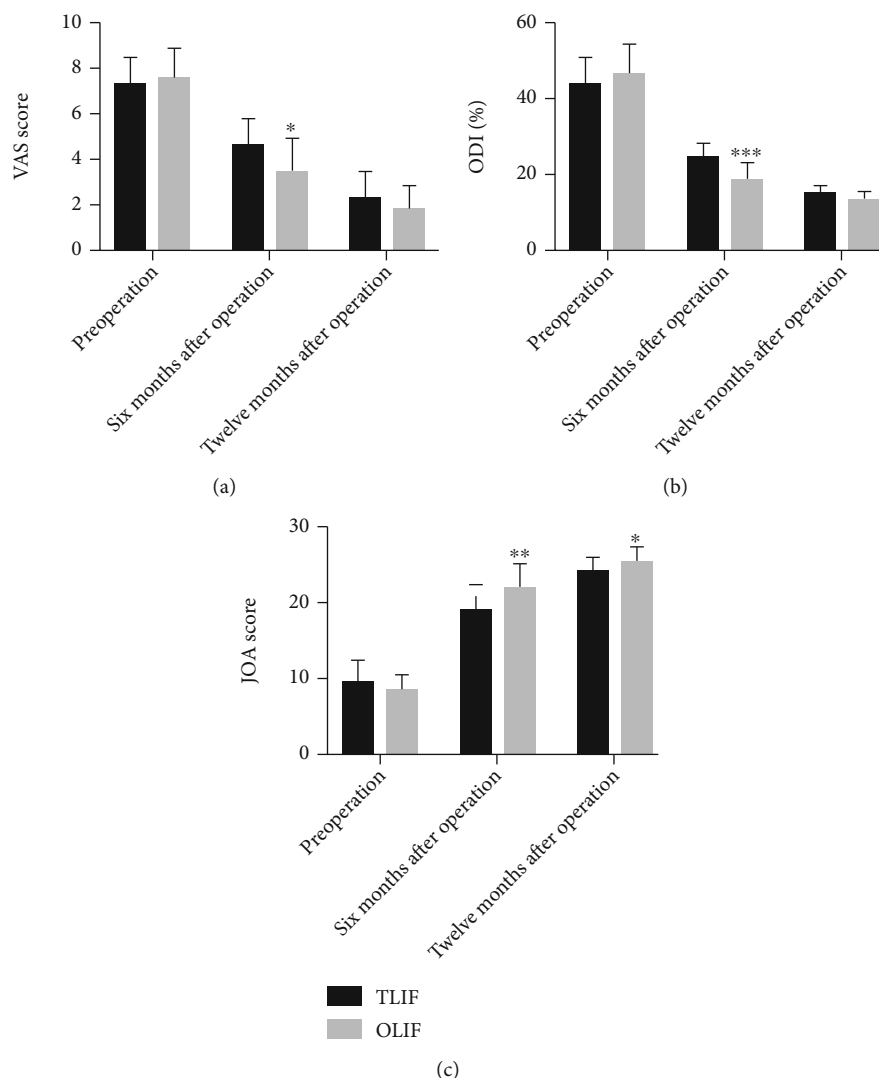 VAS score
10
8
6
4
2
0
*
Preoperation
Six months after operation
Twelve months after operation
(a)
ODI (%)
60
40
20
0
***
Preoperation
Six months after operation
Twelve months after operation
(b)
JOA score
30
20
10
0
**
*
Preoperation
Six months after operation
Twelve months after operation
TLIF
OLIF
(c)